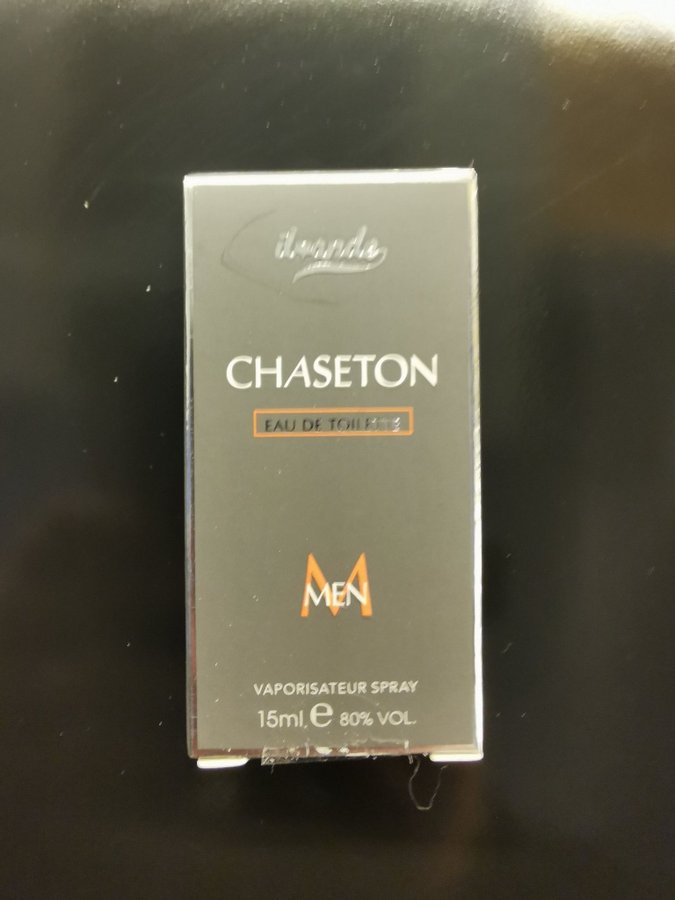 CHASETON
EAU DE TOILETTE
M
MEN
VAPORISATEUR SPRAY
15ml. e 80% VOL.